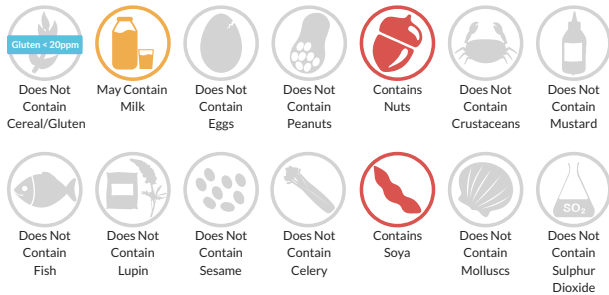 Gluten < 20ppm
Does Not
Contain
Cereal/Gluten
May Contain
Milk
Does Not
Contain
Eggs
Does Not
Contain
Peanuts
Contains
Nuts
Does Not
Contain
Crustaceans
Does Not
Contain
Mustard
Does Not
Contain
Fish
Does Not
Contain
Lupin
Does Not
Contain
Sesame
Does Not
Contain
Celery
Contains
Soya
Does Not
Contain
Molluscs
SO₂
Does Not
Contain
Sulphur
Dioxide